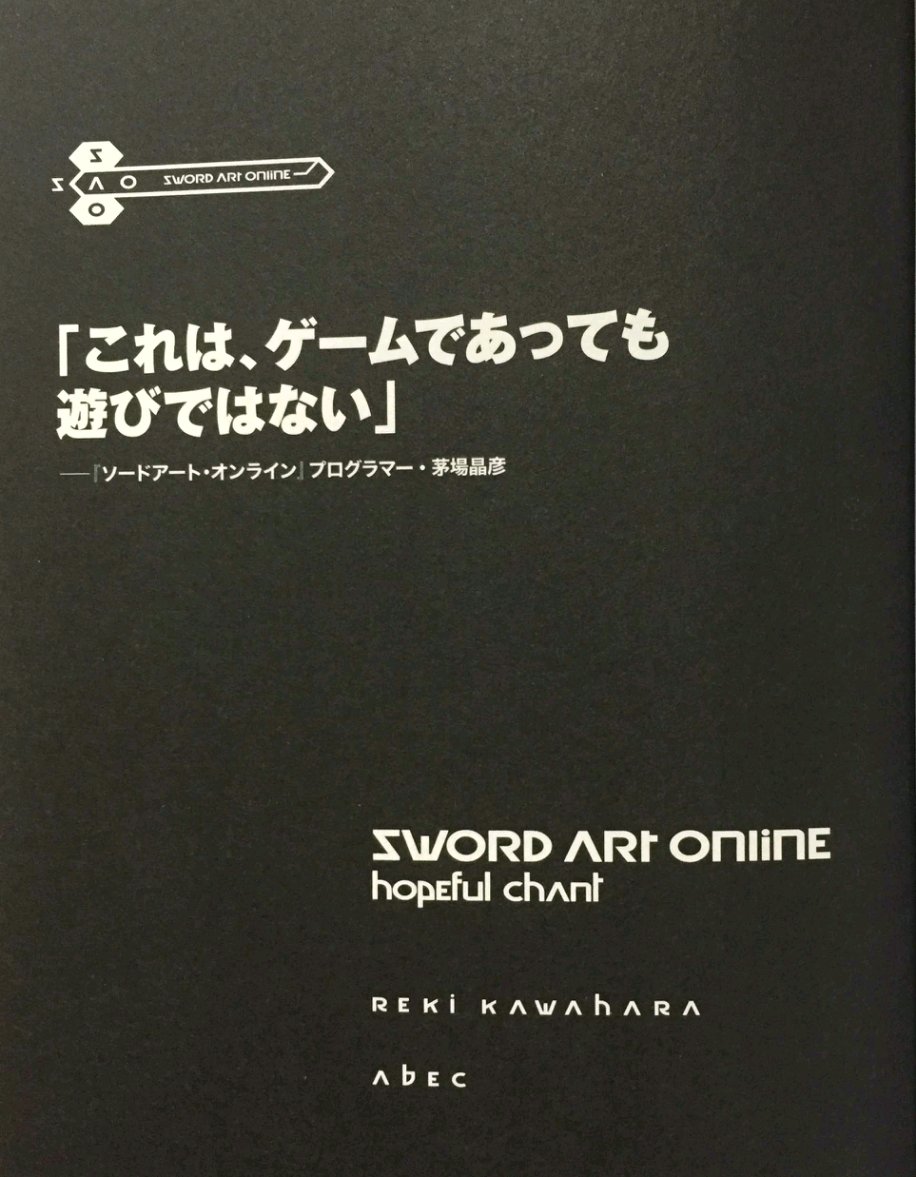 S
S A O SWORD ART ONLINE
O
「これは、ゲームであっても
遊びではない」
──『ソードアート・オンライン』プログラマー・茅場晶彦
SWORD ART ONLINE
hopeful chant
REKI KAWAHARA
abec